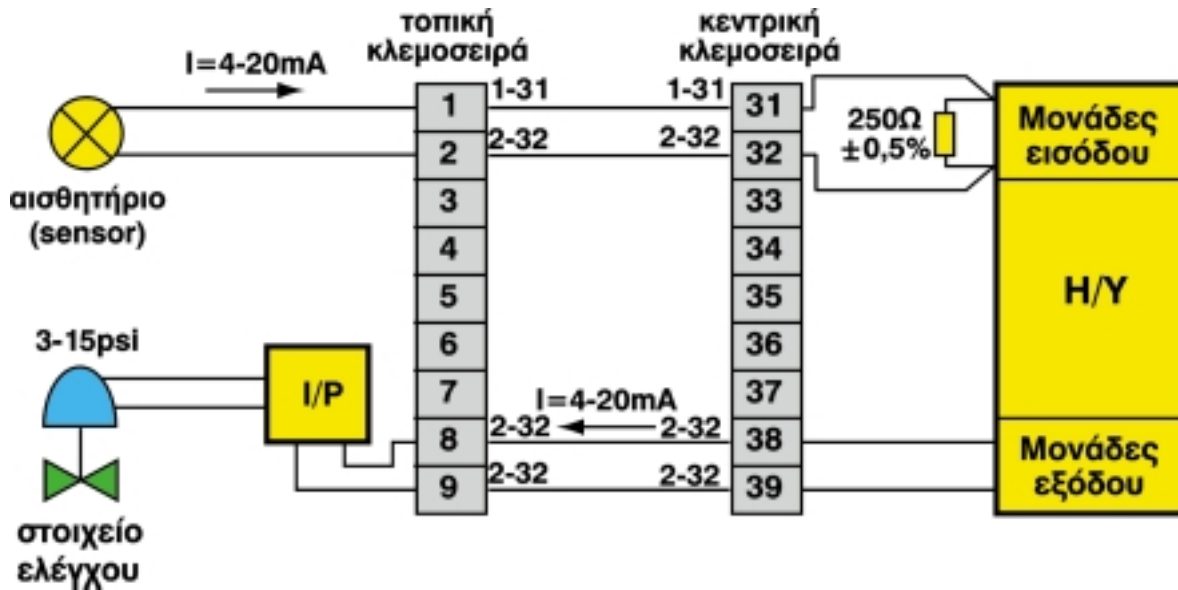 τοπική
κλεμοσειρά
κεντρική
κλεμοσειρά
I=4-20mA
1-31
1-31
2-32
2-32
αισθητήριο
(sensor)
1
2
3
4
5
6
7
8
9
31
32
33
34
35
36
37
38
39
250Ω
±0,5%
Μονάδες
εισόδου
Η/Υ
Μονάδες
εξόδου
3-15psi
I/P
I=4-20mA
2-32
2-32
2-32
2-32
στοιχείο
ελέγχου